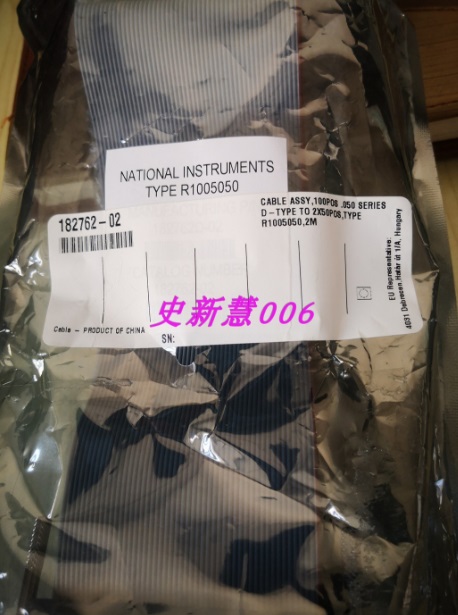 NATIONAL INSTRUMENTS
TYPE R1005050
182762-02
CABLE ASSY,100POS .050 SERIES
D-TYPE TO 2X50POS,TYPE
R1005050,2M
史新慧006
Cable - PRODUCT OF CHINA
SN:
EU Representative:
4031 Debrecen,Határ út 1/A, Hungary